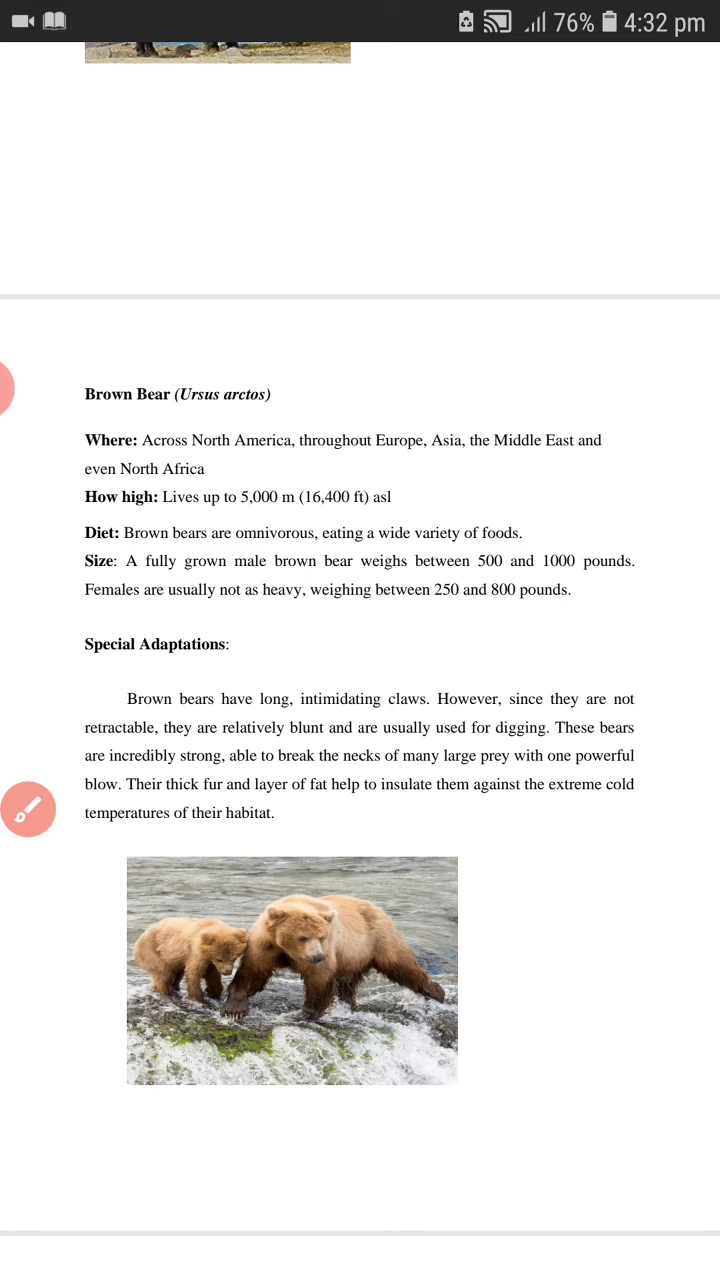 76% 4:32 pm
Brown Bear (Ursus arctos)
Where: Across North America, throughout Europe, Asia, the Middle East and
even North Africa
How high: Lives up to 5,000 m (16,400 ft) asl
Diet: Brown bears are omnivorous, eating a wide variety of foods.
Size: A fully grown male brown bear weighs between 500 and 1000 pounds.
Females are usually not as heavy, weighing between 250 and 800 pounds.
Special Adaptations:
Brown bears have long, intimidating claws. However, since they are not
retractable, they are relatively blunt and are usually used for digging. These bears
are incredibly strong, able to break the necks of many large prey with one powerful
blow. Their thick fur and layer of fat help to insulate them against the extreme cold
temperatures of their habitat.